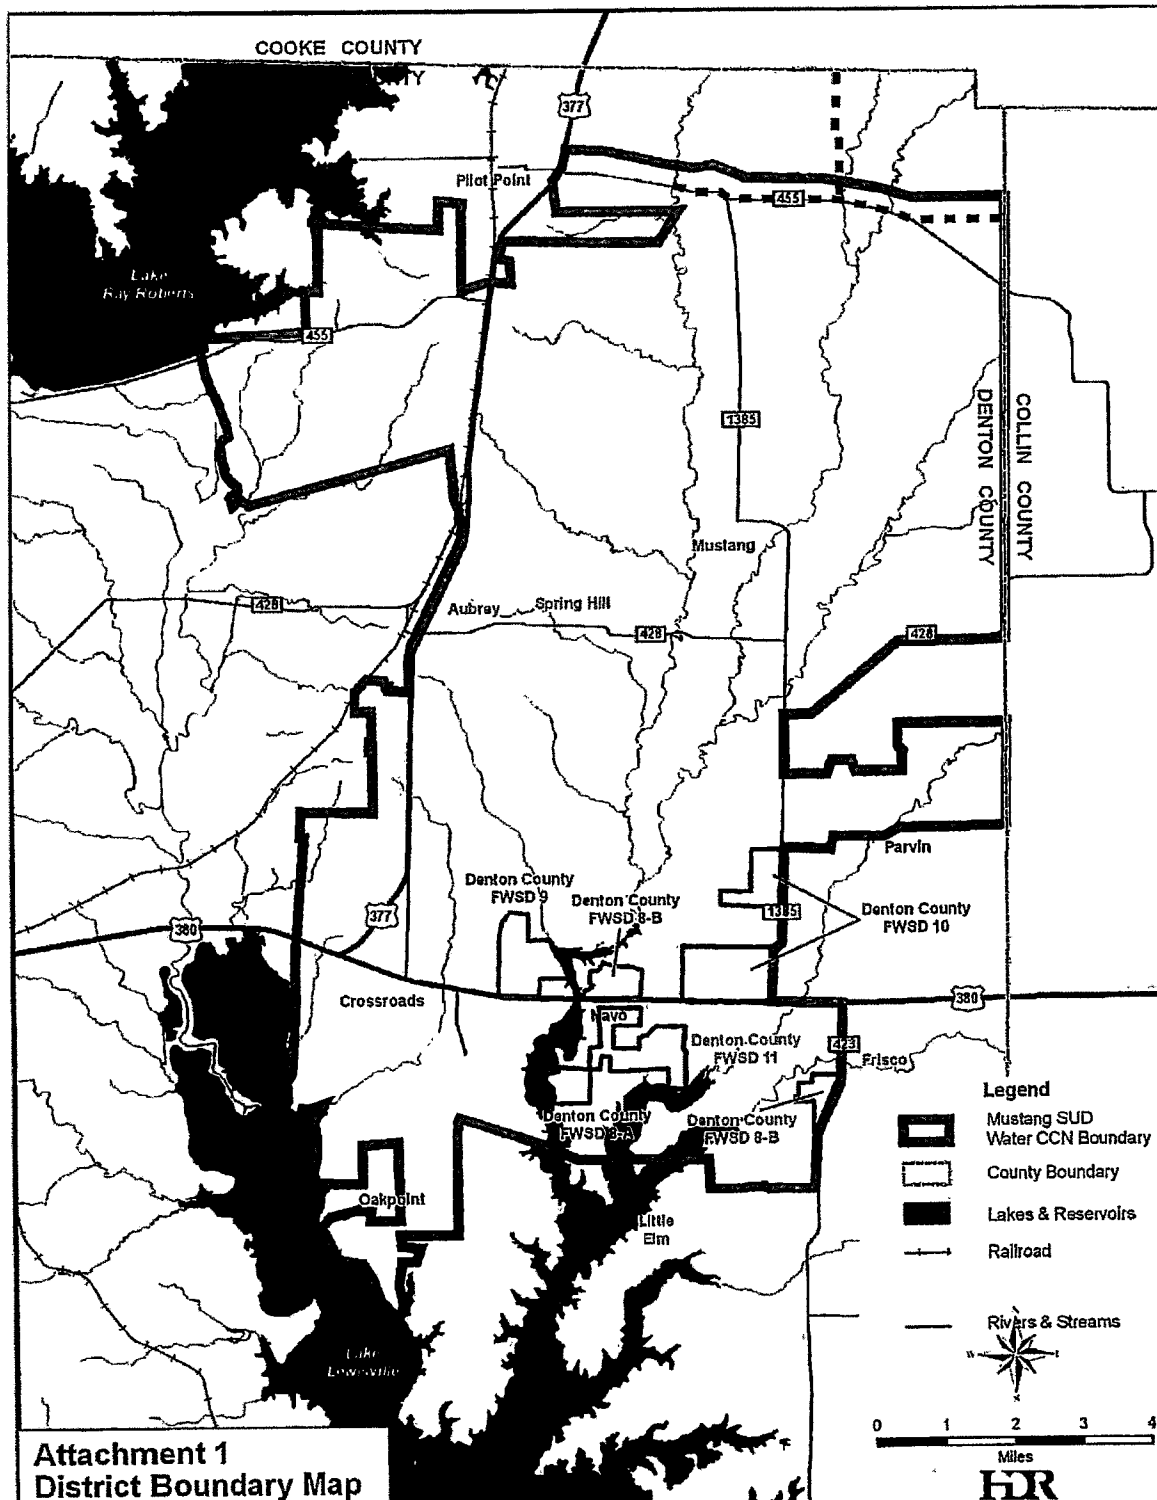 COOKE COUNTY
NTY
377
Pilot Point
455
Lake
Ray Roberts
455
1385
DENTON COUNTY
COLLIN COUNTY
Mustang
428
Aubrey
Spring Hill
428
428
Parvin
Denton County
FWSD 9
Denton County
FWSD 8-B
1385
Denton County
FWSD 10
377
380
Crossroads
380
Navo
Denton County
FWSD 11
423
Frisco
Denton County
FWSD 8-A
Denton County
FWSD 8-B
Oakpoint
Little
Elm
Lake
Lewisville
Legend
Mustang SUD
Water CCN Boundary
County Boundary
Lakes & Reservoirs
Railroad
Rivers & Streams
N
W
E
S
0 1 2 3 4
Miles
HDR
Attachment 1
District Boundary Map